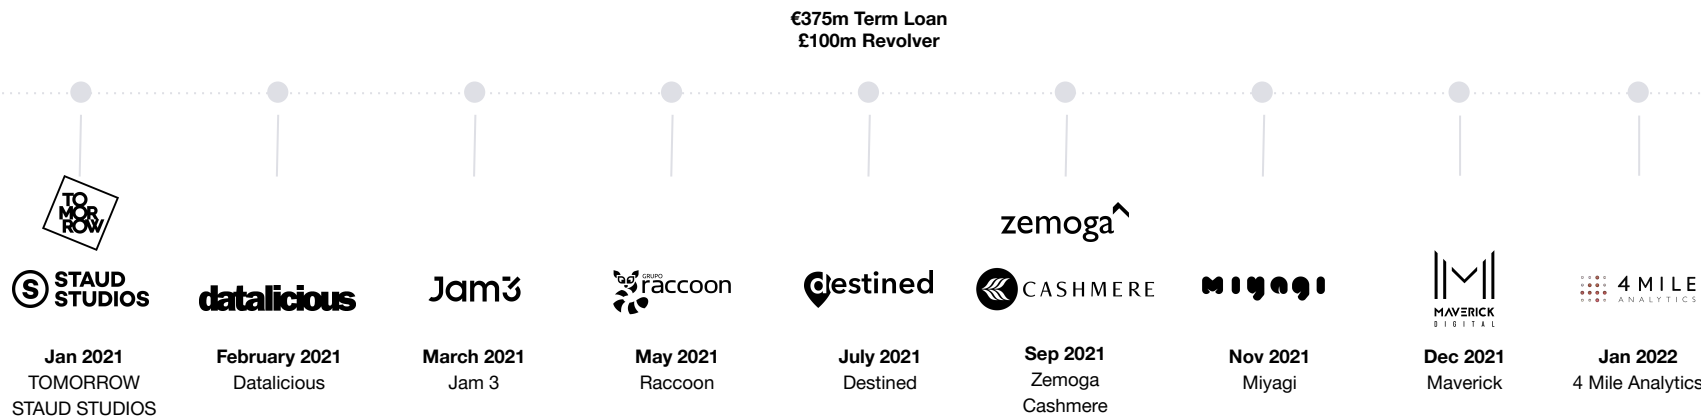 €375m Term Loan
£100m Revolver
TO
MOR
ROW
STAUD
STUDIOS
datalicious
Jam3
GRUPO
raccoon
destined
zemoga
CASHMERE
MIYAGI
MAVERICK
DIGITAL
4 MILE
ANALYTICS
Jan 2021
TOMORROW
STAUD STUDIOS
February 2021
Datalicious
March 2021
Jam 3
May 2021
Raccoon
July 2021
Destined
Sep 2021
Zemoga
Cashmere
Nov 2021
Miyagi
Dec 2021
Maverick
Jan 2022
4 Mile Analytics